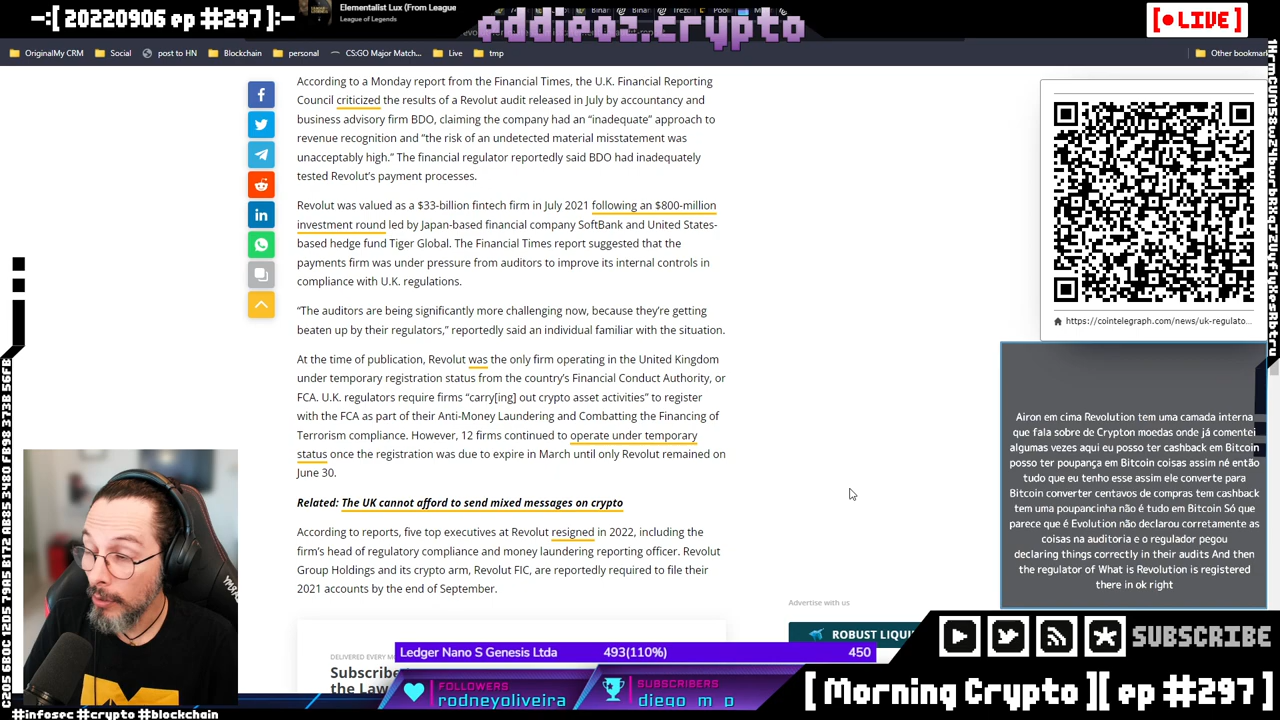 -:[ 20220906 ep #297 ]:-
Elementalist Lux (From League
League of Legends
eddieoz.crypto
[● LIVE]
OriginalMy CRM
Social
post to HN
Blockchain
personal
CS:GO Major Match...
Live
tmp
Other bookmar
According to a Monday report from the Financial Times, the U.K. Financial Reporting
Council criticized the results of a Revolut audit released in July by accountancy and
business advisory firm BDO, claiming the company had an “inadequate” approach to
revenue recognition and “the risk of an undetected material misstatement was
unacceptably high.” The financial regulator reportedly said BDO had inadequately
tested Revolut’s payment processes.
Revolut was valued as a $33-billion fintech firm in July 2021 following an $800-million
investment round led by Japan-based financial company SoftBank and United States-
based hedge fund Tiger Global. The Financial Times report suggested that the
payments firm was under pressure from auditors to improve its internal controls in
compliance with U.K. regulations.
“The auditors are being significantly more challenging now, because they’re getting
beaten up by their regulators,” reportedly said an individual familiar with the situation.
At the time of publication, Revolut was the only firm operating in the United Kingdom
under temporary registration status from the country’s Financial Conduct Authority, or
FCA. U.K. regulators require firms “carry[ing] out crypto asset activities” to register
with the FCA as part of their Anti-Money Laundering and Combatting the Financing of
Terrorism compliance. However, 12 firms continued to operate under temporary
status once the registration was due to expire in March until only Revolut remained on
June 30.
Related: The UK cannot afford to send mixed messages on crypto
According to reports, five top executives at Revolut resigned in 2022, including the
firm’s head of regulatory compliance and money laundering reporting officer. Revolut
Group Holdings and its crypto arm, Revolut FIC, are reportedly required to file their
2021 accounts by the end of September.
https://cointelegraph.com/news/uk-regulato...
Airon em cima Revolution tem uma camada interna
que fala sobre de Crypton moedas onde já comentei
algumas vezes aqui eu posso ter cashback em Bitcoin
posso ter poupança em Bitcoin coisas assim né então
tudo que eu tenho esse assim ele converte para
Bitcoin converter centavos de compras tem cashback
tem uma poupancinha não é tudo em Bitcoin Só que
parece que é Evolution não declarou corretamente as
coisas na auditoria e o regulador pegou
declaring things correctly in their audits And then
the regulator of What is Revolution is registered
there in ok right
Advertise with us
ROBUST LIQUI
DELIVERED EVERY M
Subscribe
the Law
Ledger Nano S Genesis Ltda
493(110%)
450
FOLLOWERS
rodneyoliveira
SUBSCRIBERS
diego_m_p
SUBSCRIBE
[ Morning Crypto ][ ep #297 ]
#infosec #crypto #blockchain